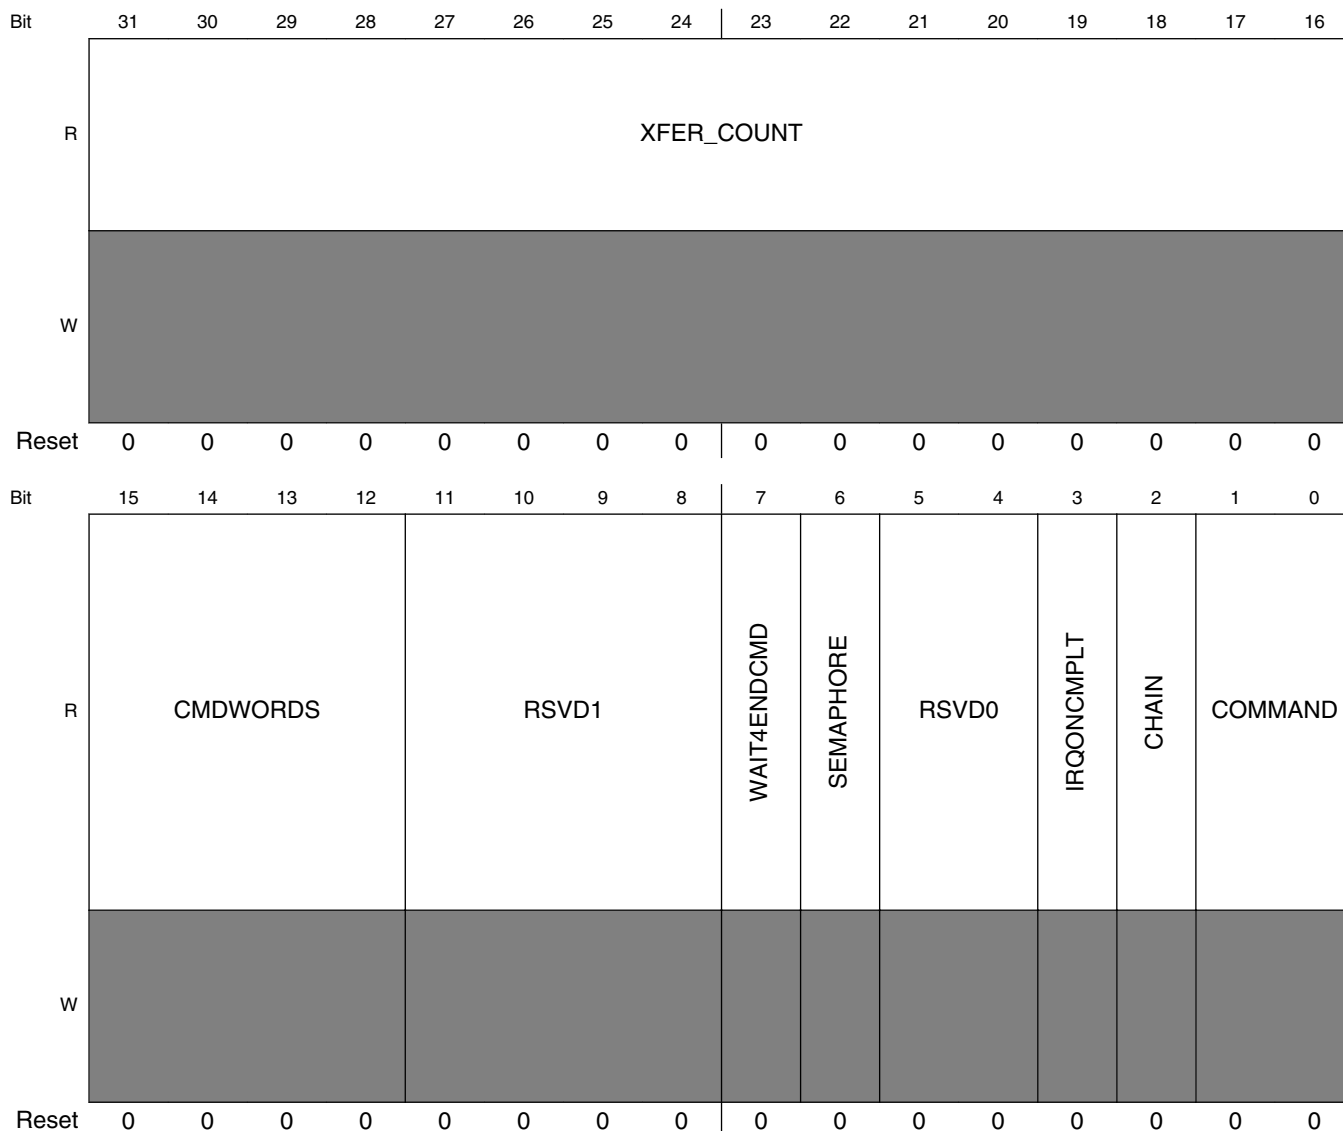 Bit 31 30 29 28 27 26 25 24 23 22 21 20 19 18 17 16
R XFER_COUNT
W
Reset 0 0 0 0 0 0 0 0 0 0 0 0 0 0 0 0
Bit 15 14 13 12 11 10 9 8 7 6 5 4 3 2 1 0
R CMDWORDS RSVD1 WAIT4ENDCMD SEMAPHORE RSVD0 IRQONCMPLT CHAIN COMMAND
W
Reset 0 0 0 0 0 0 0 0 0 0 0 0 0 0 0 0